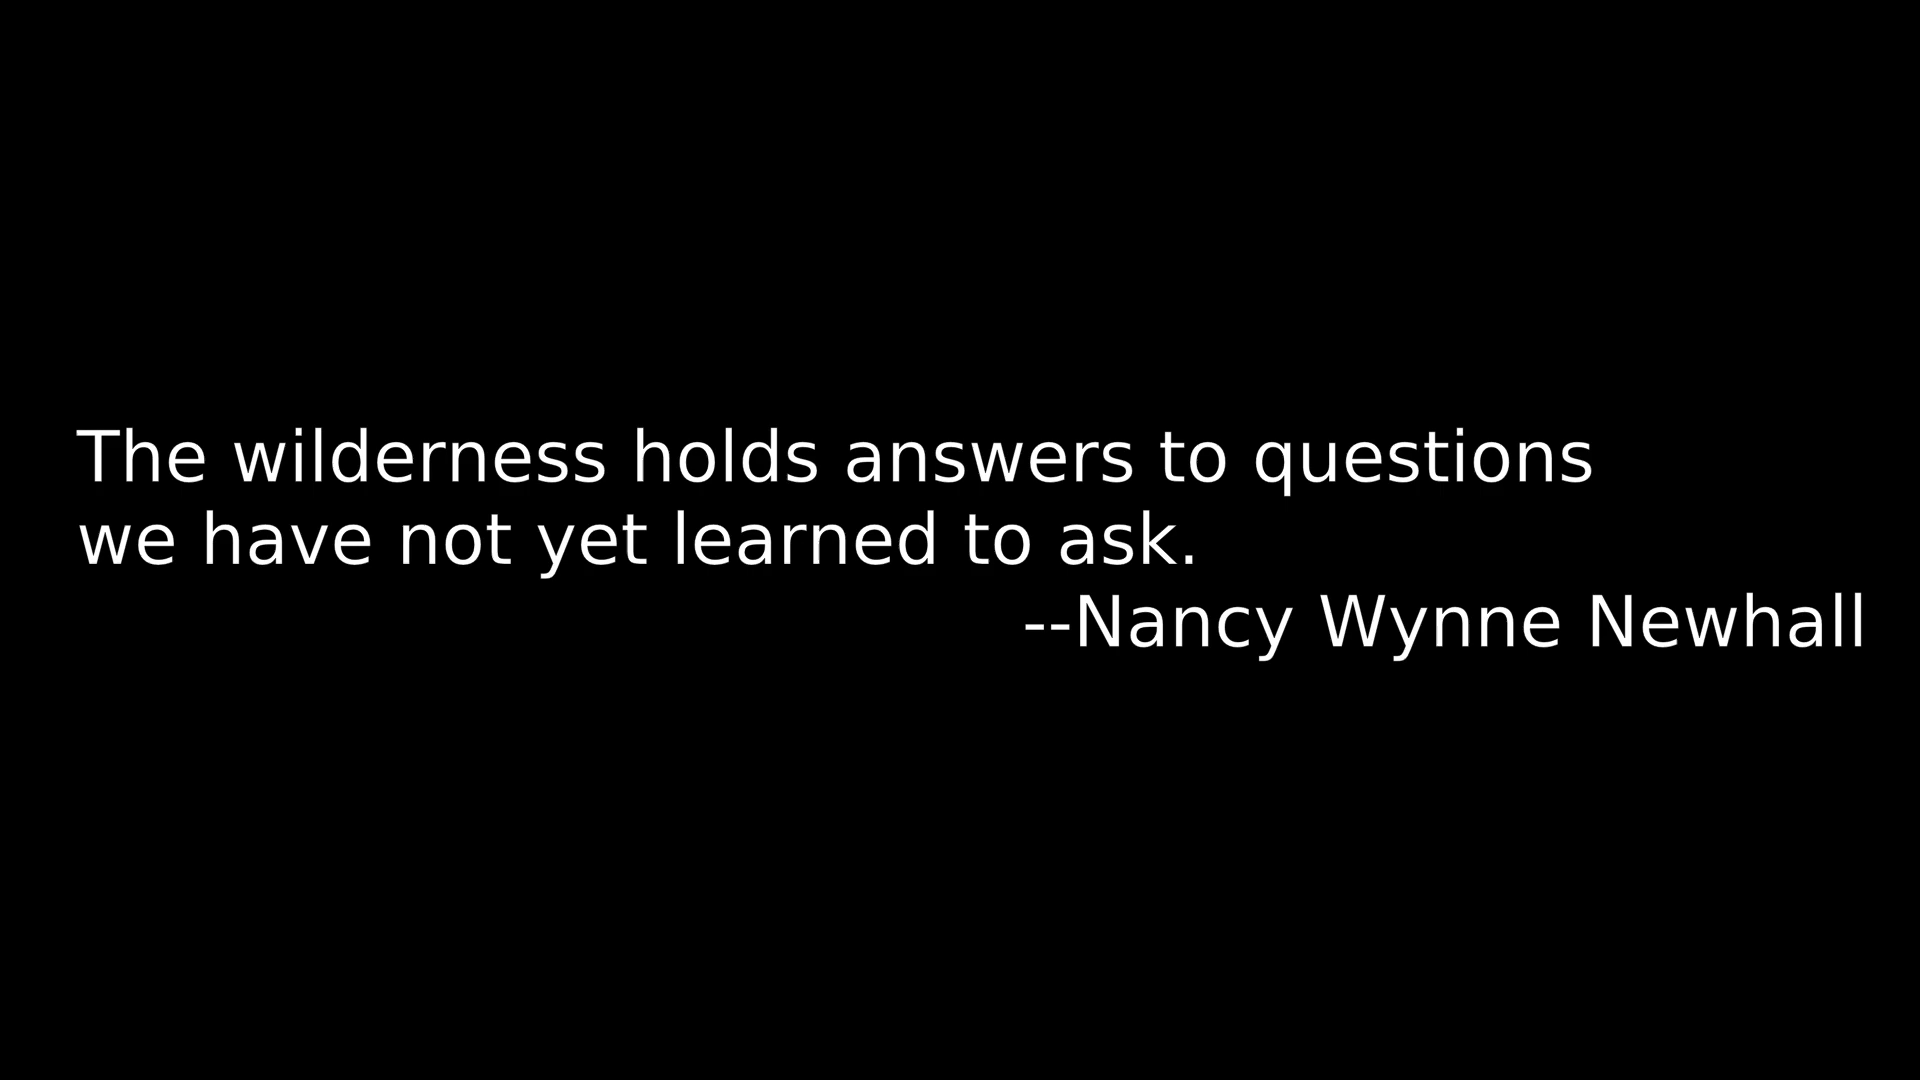 The wilderness holds answers to questions
we have not yet learned to ask.
--Nancy Wynne Newhall